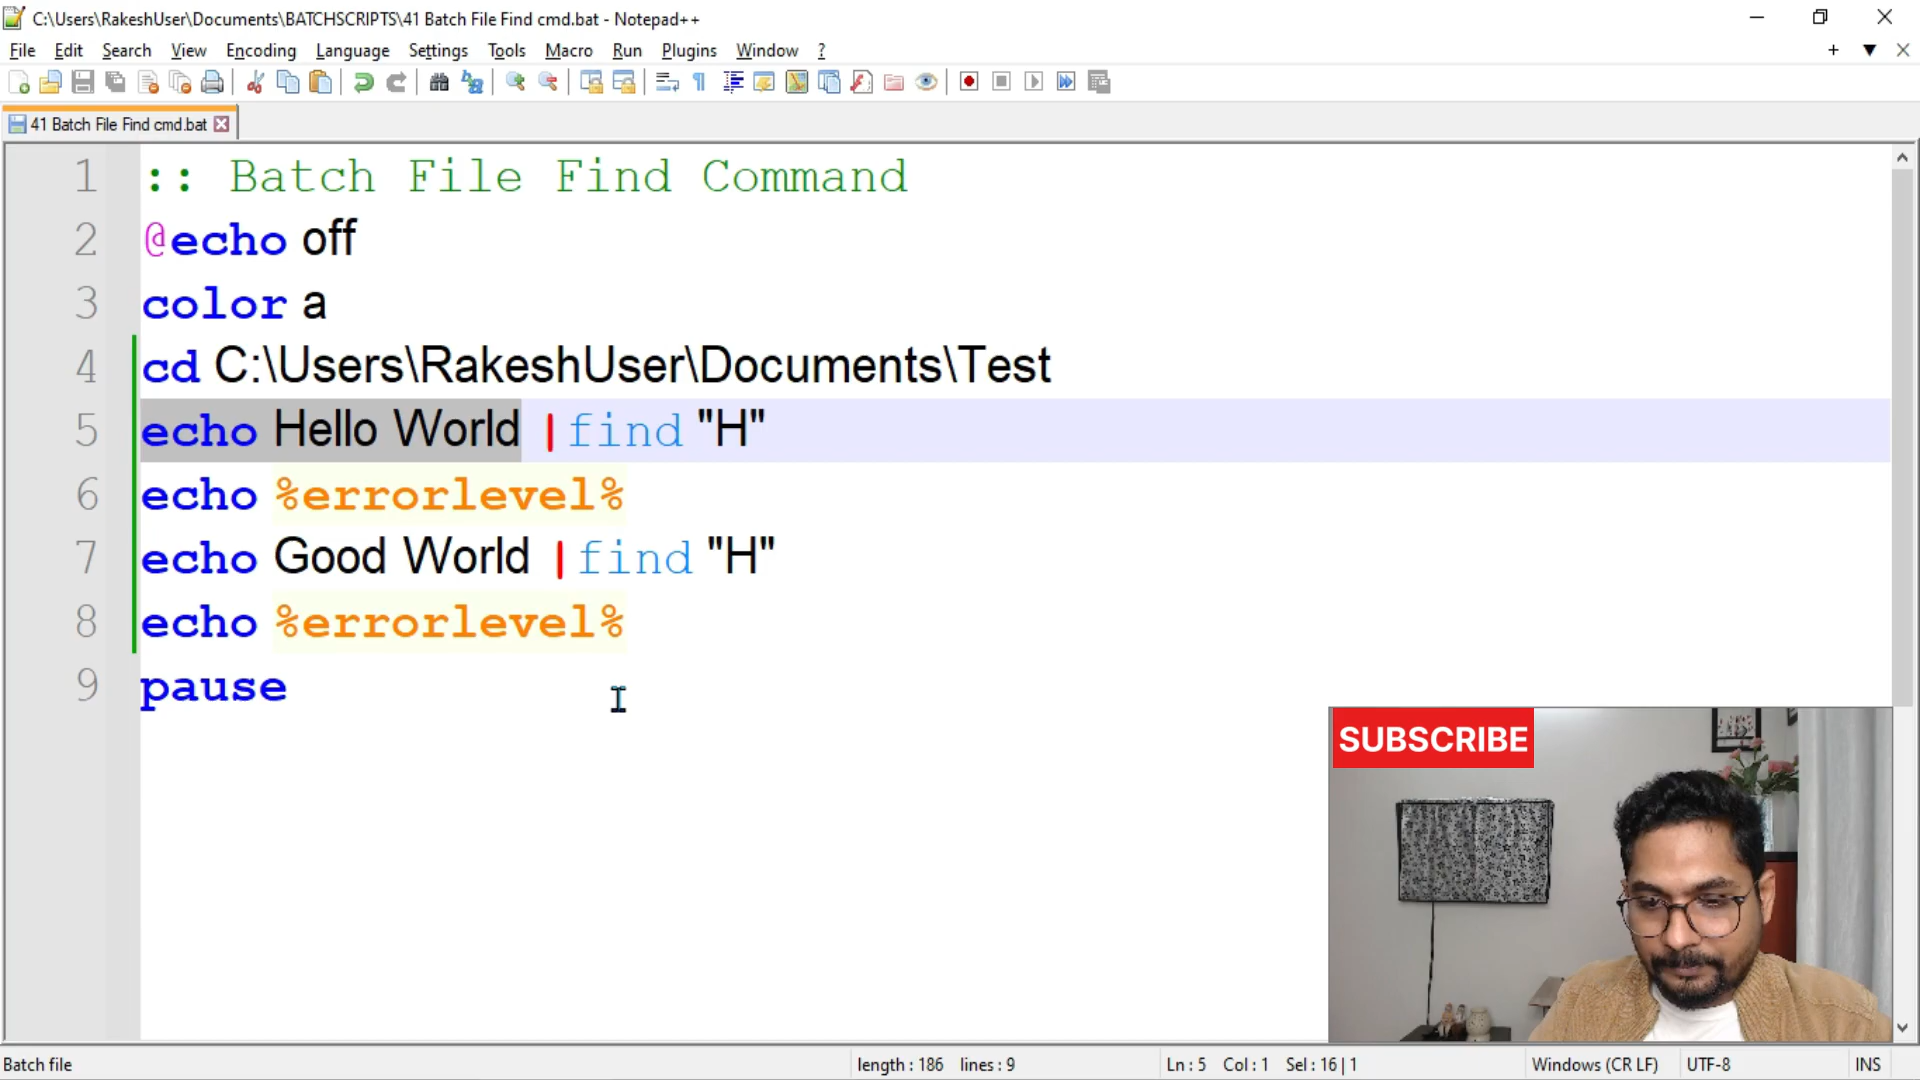 C:\Users\RakeshUser\Documents\BATCHSCRIPTS\41 Batch File Find cmd.bat - Notepad++
File Edit Search View Encoding Language Settings Tools Macro Run Plugins Window ?
41 Batch File Find cmd.bat
1 :: Batch File Find Command
2 @echo off
3 color a
4 cd C:\Users\RakeshUser\Documents\Test
5 echo Hello World |find "H"
6 echo %errorlevel%
7 echo Good World |find "H"
8 echo %errorlevel%
9 pause
SUBSCRIBE
Batch file length : 186 lines : 9 Ln : 5 Col : 1 Sel : 16 | 1 Windows (CR LF) UTF-8 INS